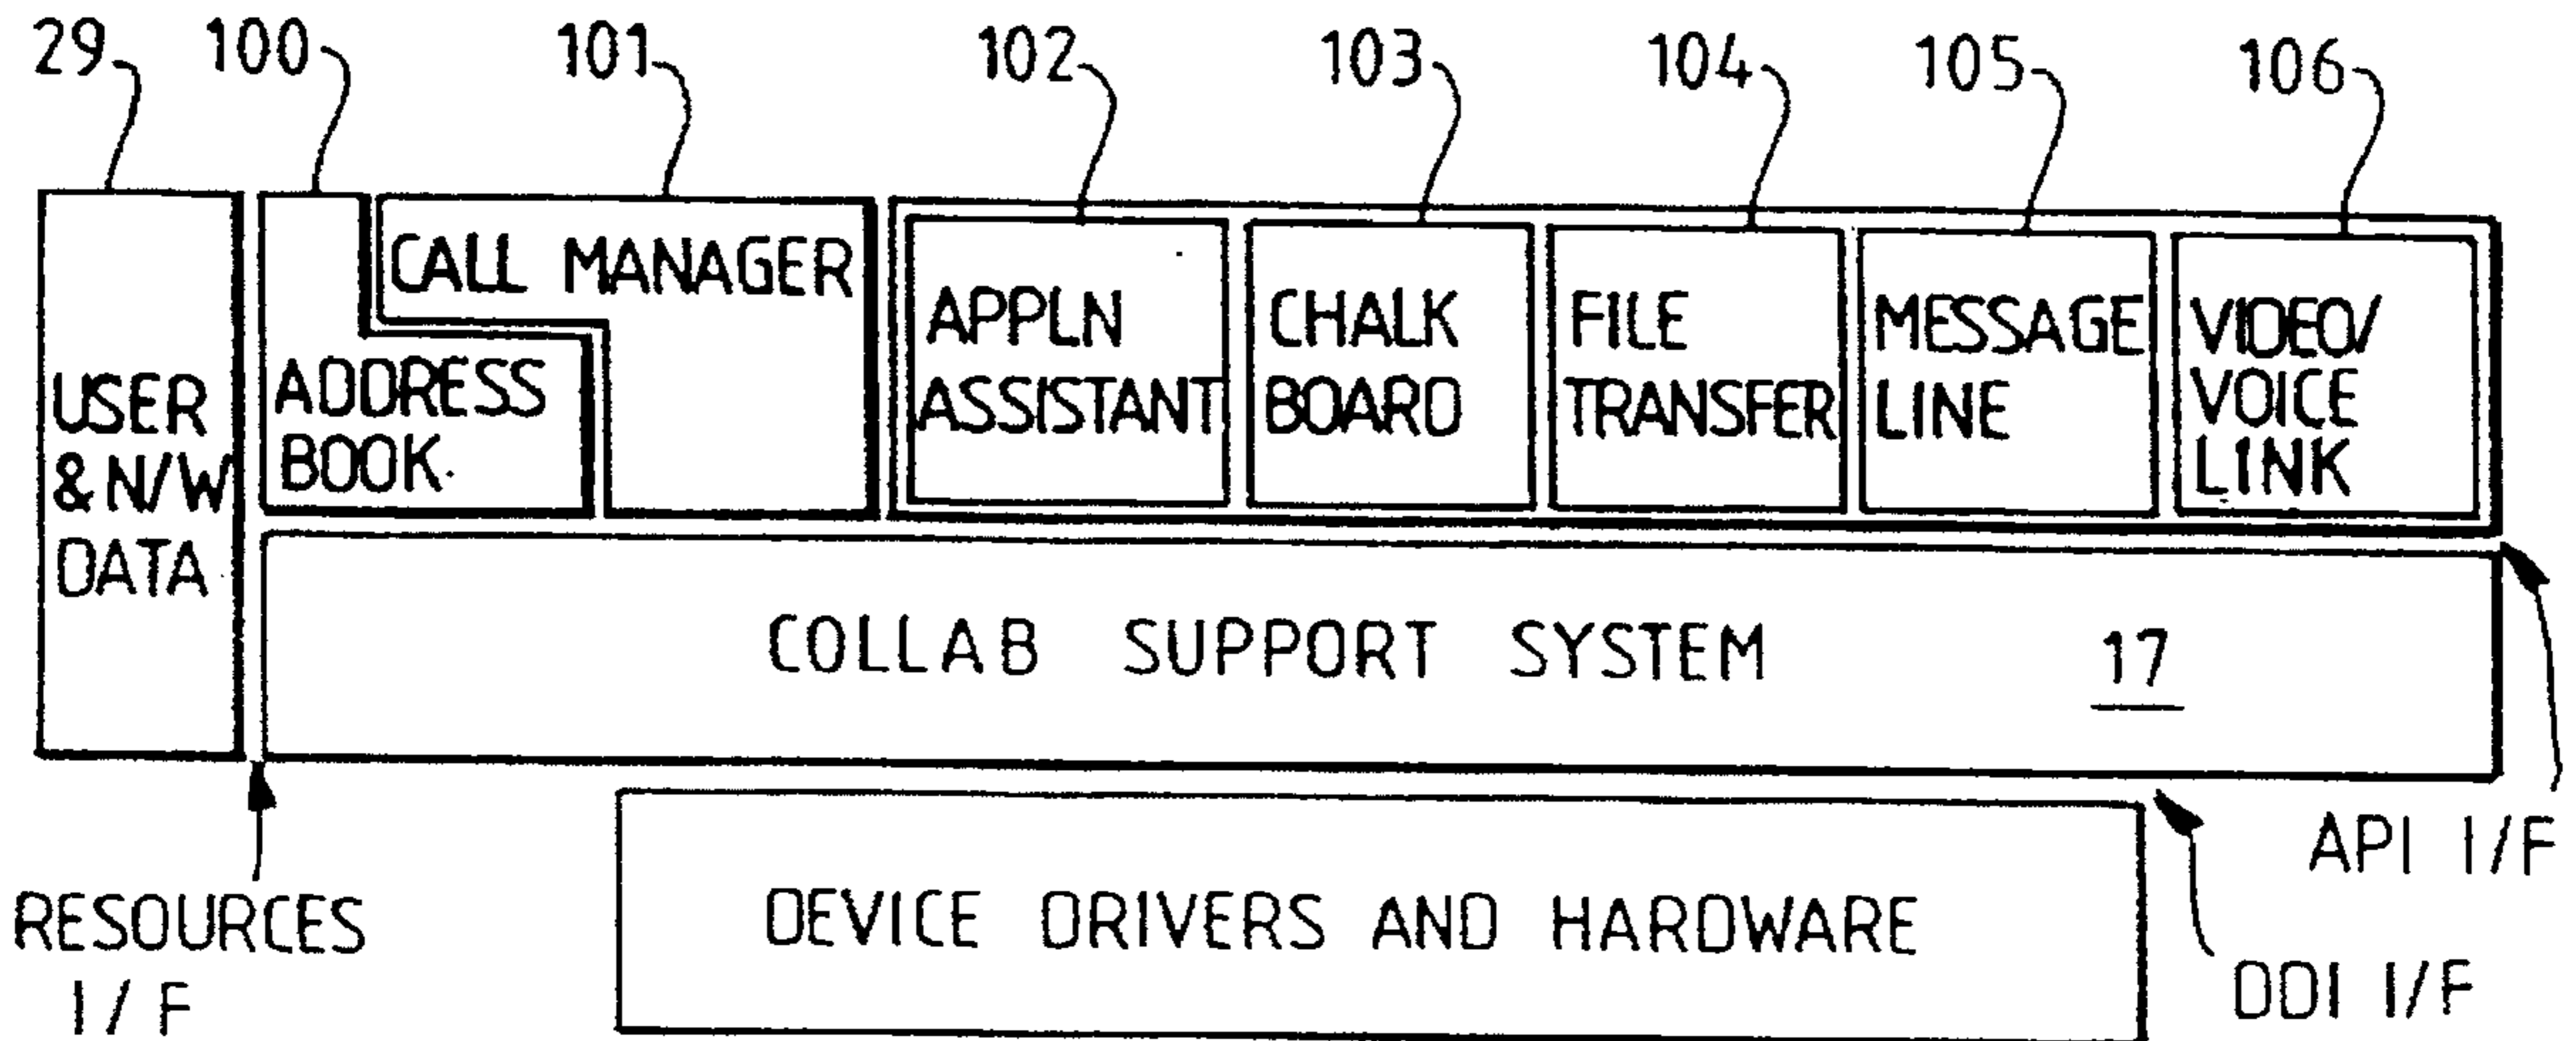 29 100 101 102 103 104 105 106
USER
& N/W
DATA
ADDRESS
BOOK
CALL MANAGER
APPLN
ASSISTANT
CHALK
BOARD
FILE
TRANSFER
MESSAGE
LINE
VIDEO/
VOICE
LINK
COLLAB SUPPORT SYSTEM 17
RESOURCES
I/F
DEVICE DRIVERS AND HARDWARE
API I/F
DDI I/F